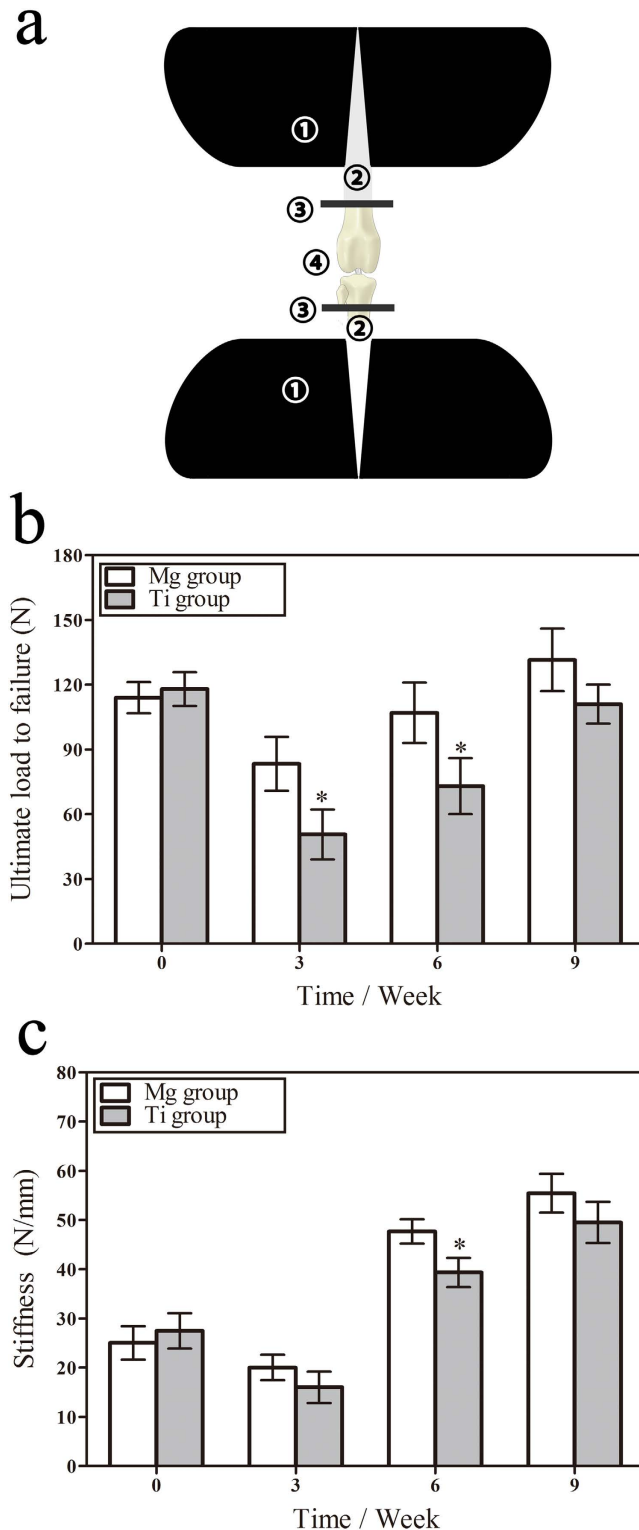 a
①
②
③
④
③
②
①
b
Mg group
Ti group
Ultimate load to failure (N)
180
150
120
90
60
30
0
*
*
0 3 6 9
Time / Week
c
Mg group
Ti group
Stiffness (N/mm)
80
70
60
50
40
30
20
10
0
*
0 3 6 9
Time / Week